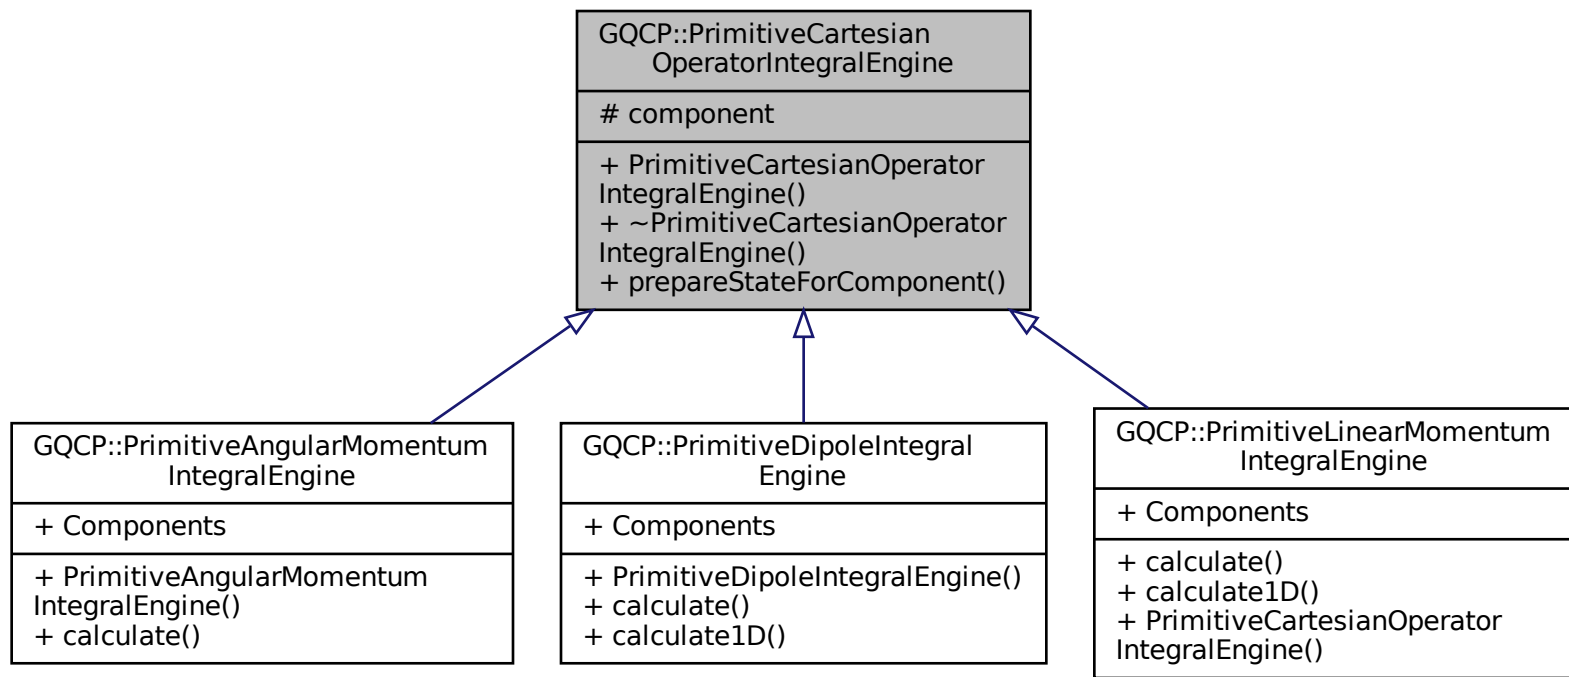 GQCP::PrimitiveCartesian
OperatorIntegralEngine
# component
+ PrimitiveCartesianOperator
IntegralEngine()
+ ~PrimitiveCartesianOperator
IntegralEngine()
+ prepareStateForComponent()
GQCP::PrimitiveAngularMomentum
IntegralEngine
+ Components
+ PrimitiveAngularMomentum
IntegralEngine()
+ calculate()
GQCP::PrimitiveDipoleIntegral
Engine
+ Components
+ PrimitiveDipoleIntegralEngine()
+ calculate()
+ calculate1D()
GQCP::PrimitiveLinearMomentum
IntegralEngine
+ Components
+ calculate()
+ calculate1D()
+ PrimitiveCartesianOperator
IntegralEngine()